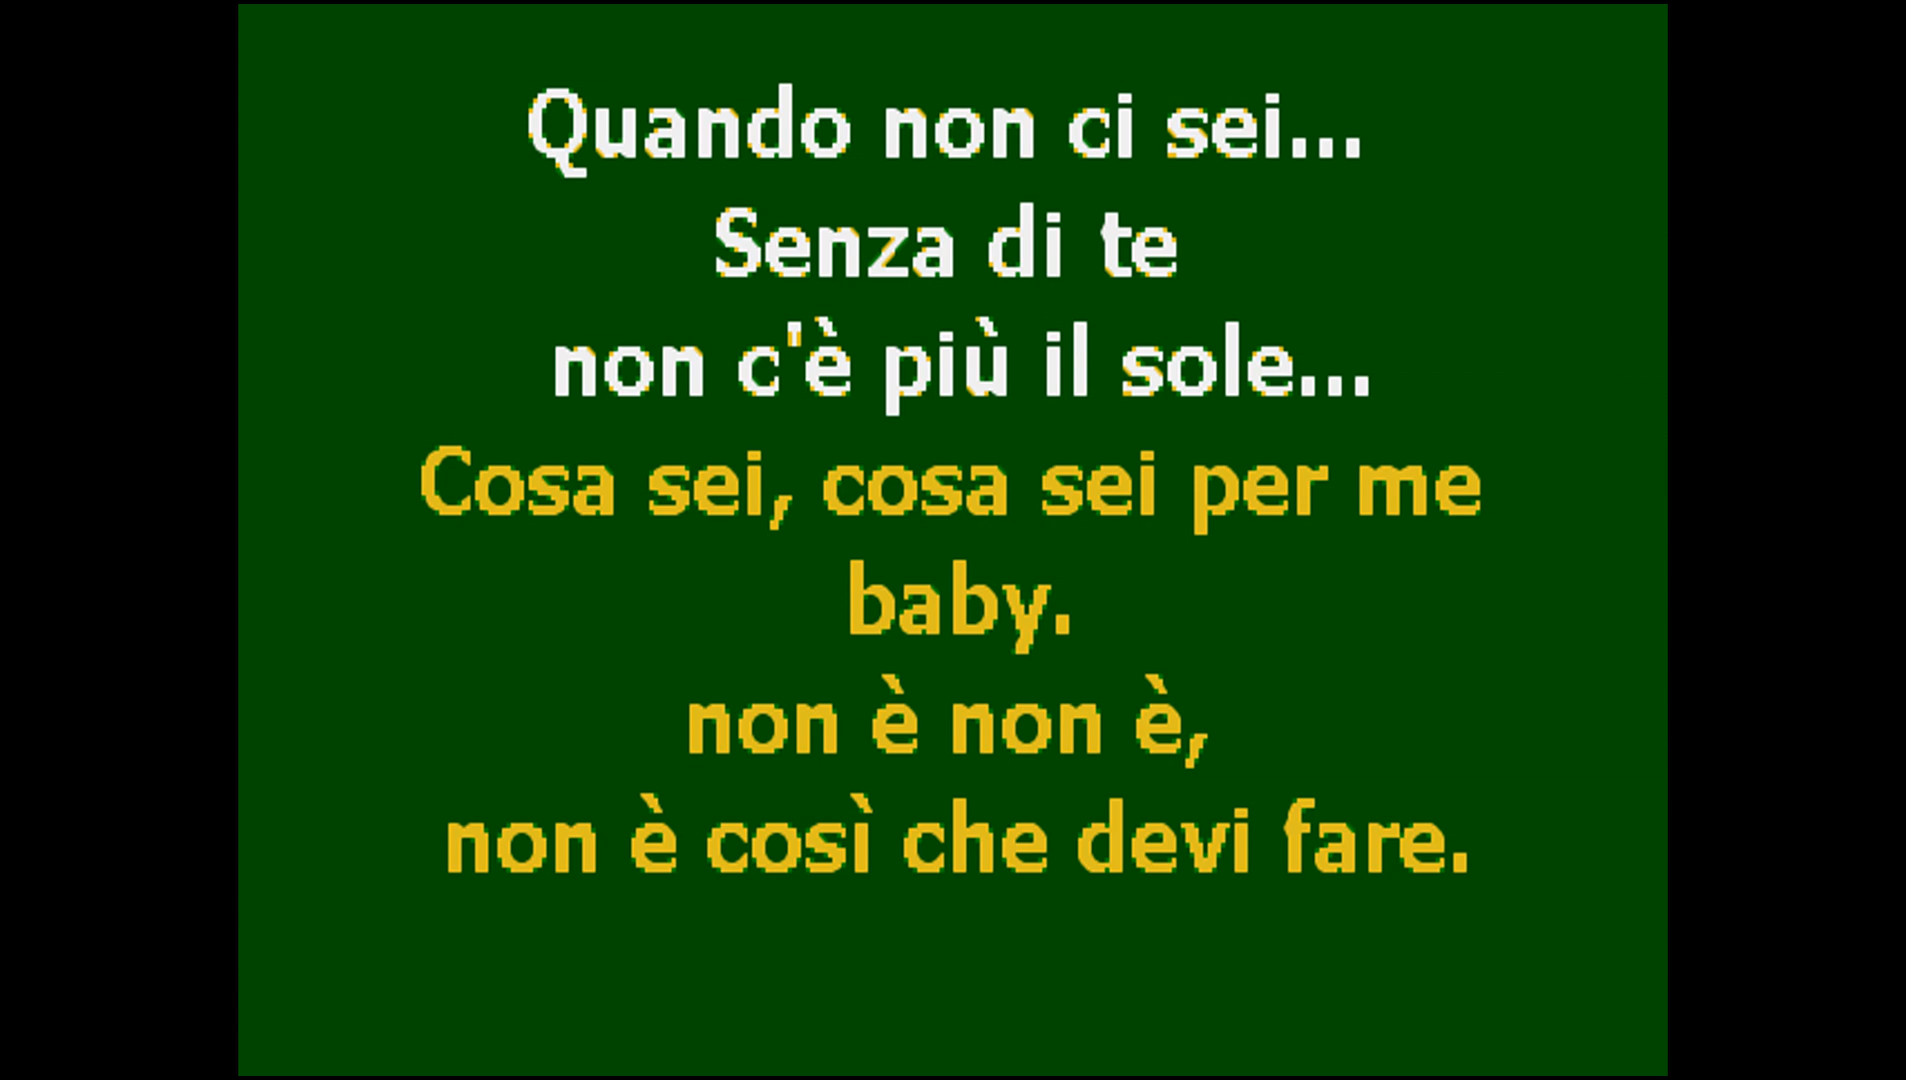 Quando non ci sei...
Senza di te
non c'è più il sole...
Cosa sei, cosa sei per me
baby.
non è non è,
non è così che devi fare.